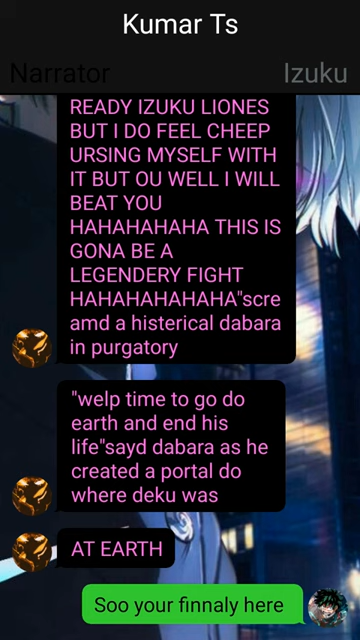 Kumar Ts
Narrator Izuku
READY IZUKU LIONES
BUT I DO FEEL CHEEP
URSING MYSELF WITH
IT BUT OU WELL I WILL
BEAT YOU
HAHAHAHAHA THIS IS
GONA BE A
LEGENDERY FIGHT
HAHAHAHAHAHA"scre
amd a histerical dabara
in purgatory
"welp time to go do
earth and end his
life"sayd dabara as he
created a portal do
where deku was
AT EARTH
Soo your finnaly here